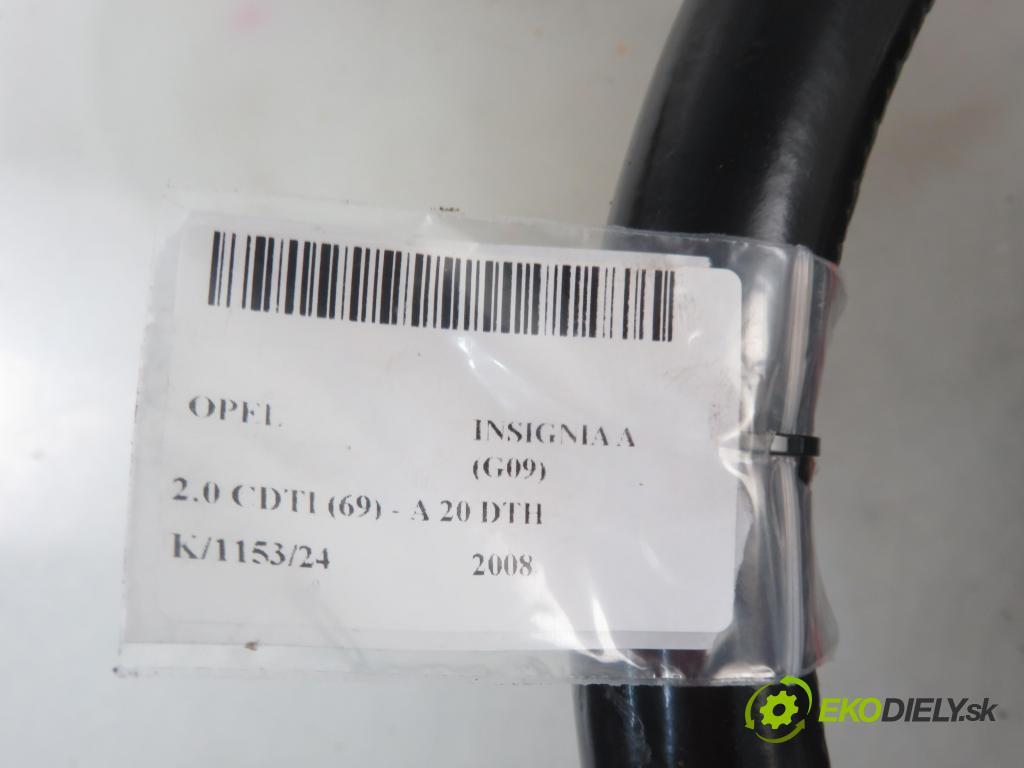 OPEL
INSIGNIA A
(G09)
2.0 CDTI (69) - A 20 DTH
K/1153/24
2008
EKODIELY.sk